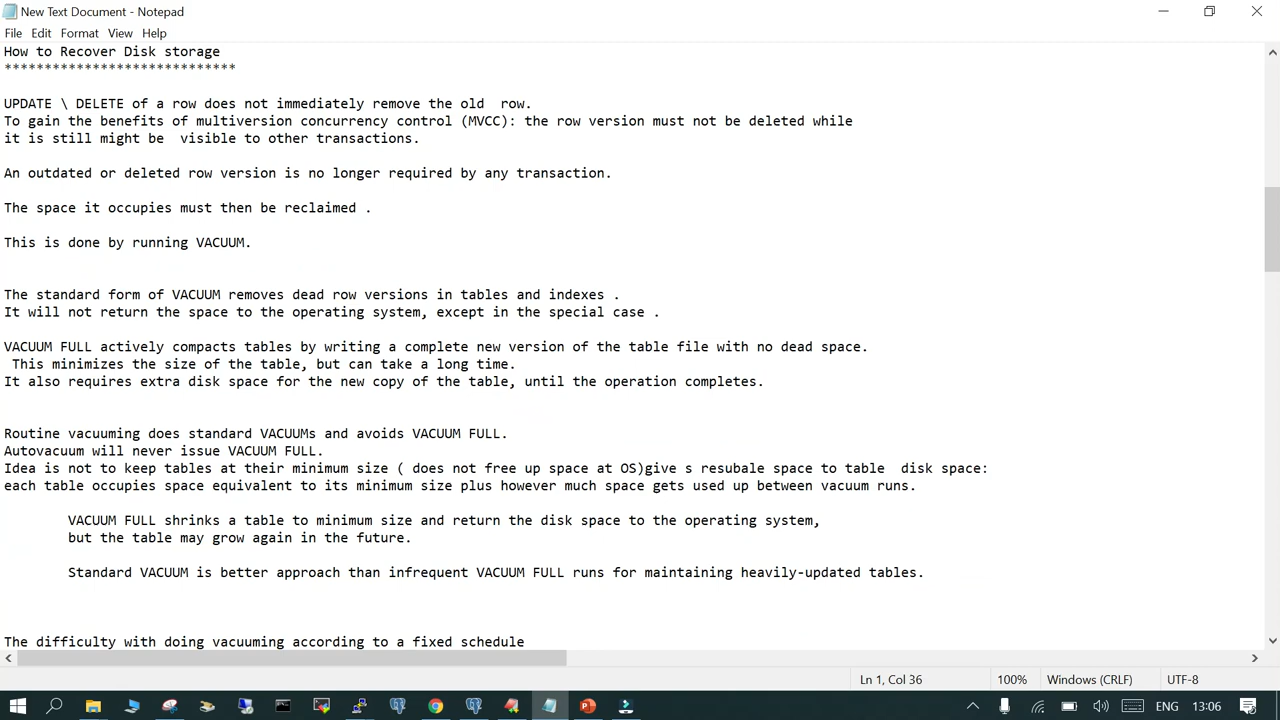 New Text Document - Notepad
File Edit Format View Help
How to Recover Disk storage
*****************************
UPDATE \ DELETE of a row does not immediately remove the old  row.
To gain the benefits of multiversion concurrency control (MVCC): the row version must not be deleted while
it is still might be  visible to other transactions.
An outdated or deleted row version is no longer required by any transaction.
The space it occupies must then be reclaimed .
This is done by running VACUUM.
The standard form of VACUUM removes dead row versions in tables and indexes .
It will not return the space to the operating system, except in the special case .
VACUUM FULL actively compacts tables by writing a complete new version of the table file with no dead space.
This minimizes the size of the table, but can take a long time.
It also requires extra disk space for the new copy of the table, until the operation completes.
Routine vacuuming does standard VACUUMs and avoids VACUUM FULL.
Autovacuum will never issue VACUUM FULL.
Idea is not to keep tables at their minimum size ( does not free up space at OS)give s resubale space to table  disk space:
each table occupies space equivalent to its minimum size plus however much space gets used up between vacuum runs.
VACUUM FULL shrinks a table to minimum size and return the disk space to the operating system,
but the table may grow again in the future.
Standard VACUUM is better approach than infrequent VACUUM FULL runs for maintaining heavily-updated tables.
The difficulty with doing vacuuming according to a fixed schedule
Ln 1, Col 36 100% Windows (CRLF) UTF-8
ENG 13:06